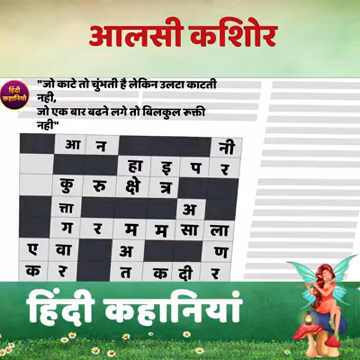 आलसी कशिोर
हिंदी
कहानियां
"जो काटे तो चुंभती है लेकिन उलटा काटती
नही,
जो एक बार बढने लगे तो बिलकुल रूक्ती
नही"
आ न नी
हा इ प र
कु रु क्षे त्र
त्ता अ
ग र म म सा ला
ए वा अ ण
क र त क दी र
हिंदी कहानियां